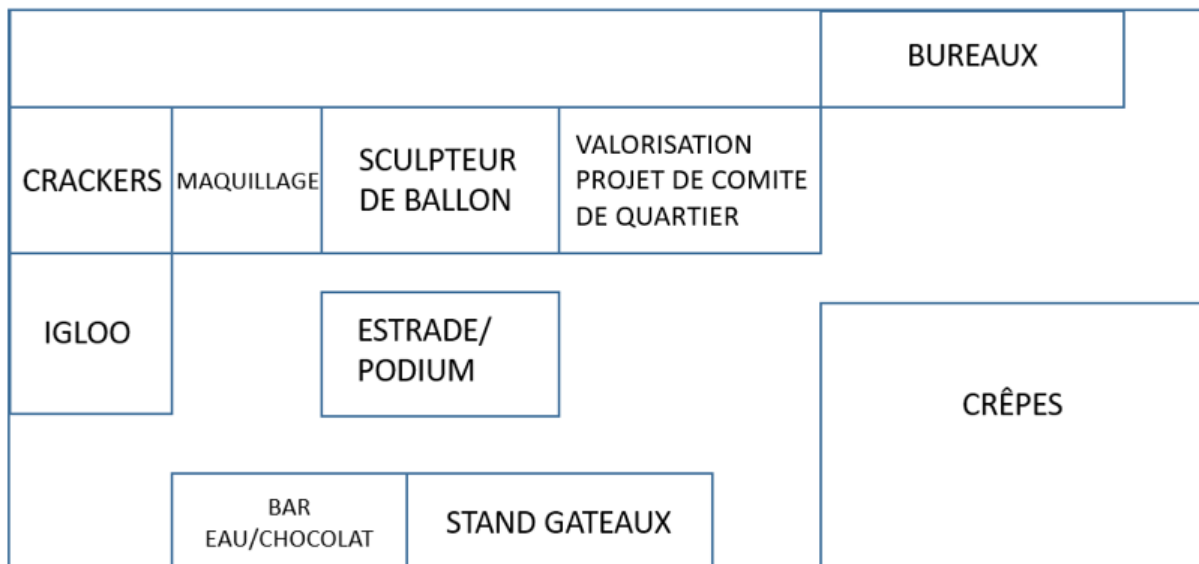 BUREAUX
CRACKERS
MAQUILLAGE
SCULPTEUR
DE BALLON
VALORISATION
PROJET DE COMITE
DE QUARTIER
IGLOO
ESTRADE/
PODIUM
CRÊPES
BAR
EAU/CHOCOLAT
STAND GATEAUX